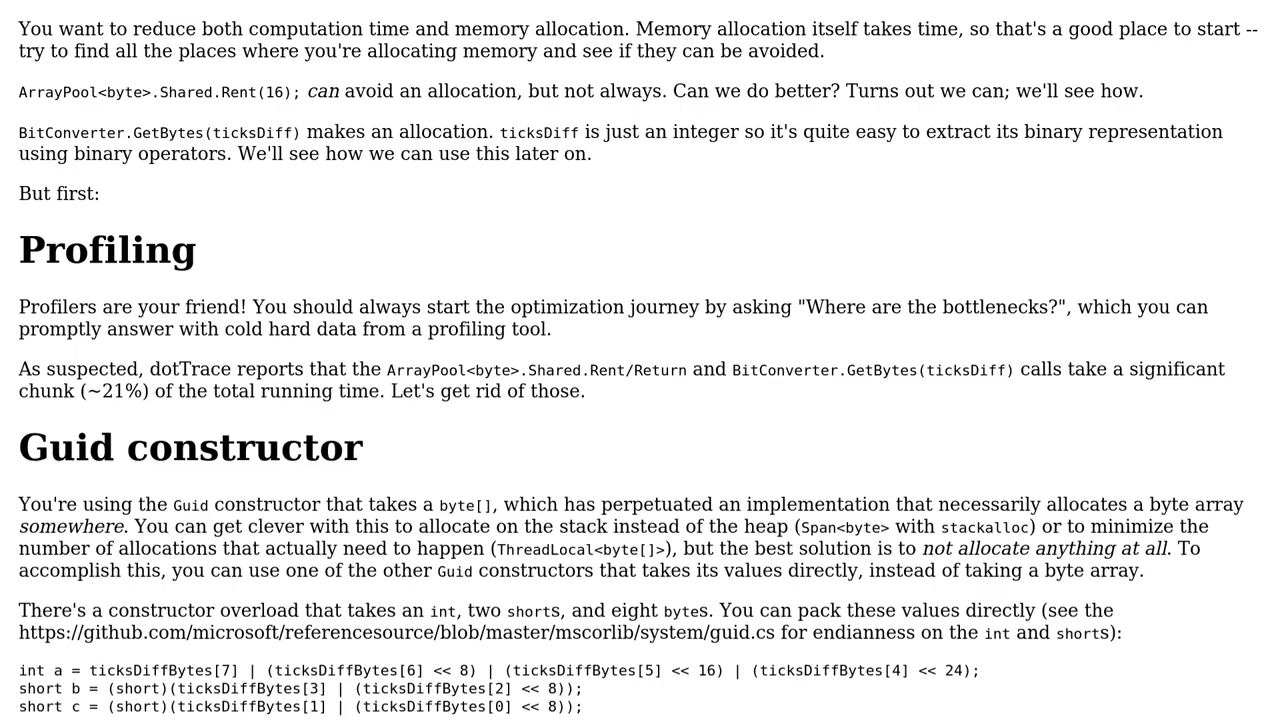 You want to reduce both computation time and memory allocation. Memory allocation itself takes time, so that's a good place to start --
try to find all the places where you're allocating memory and see if they can be avoided.
ArrayPool<byte>.Shared.Rent(16); can avoid an allocation, but not always. Can we do better? Turns out we can; we'll see how.
BitConverter.GetBytes(ticksDiff) makes an allocation. ticksDiff is just an integer so it's quite easy to extract its binary representation
using binary operators. We'll see how we can use this later on.
But first:
Profiling
Profilers are your friend! You should always start the optimization journey by asking "Where are the bottlenecks?", which you can
promptly answer with cold hard data from a profiling tool.
As suspected, dotTrace reports that the ArrayPool<byte>.Shared.Rent/Return and BitConverter.GetBytes(ticksDiff) calls take a significant
chunk (~21%) of the total running time. Let's get rid of those.
Guid constructor
You're using the Guid constructor that takes a byte[], which has perpetuated an implementation that necessarily allocates a byte array
somewhere. You can get clever with this to allocate on the stack instead of the heap (Span<byte> with stackalloc) or to minimize the
number of allocations that actually need to happen (ThreadLocal<byte[]>), but the best solution is to not allocate anything at all. To
accomplish this, you can use one of the other Guid constructors that takes its values directly, instead of taking a byte array.
There's a constructor overload that takes an int, two shorts, and eight bytes. You can pack these values directly (see the
https://github.com/microsoft/referencesource/blob/master/mscorlib/system/guid.cs for endianness on the int and shorts):
int a = ticksDiffBytes[7] | (ticksDiffBytes[6] << 8) | (ticksDiffBytes[5] << 16) | (ticksDiffBytes[4] << 24);
short b = (short)(ticksDiffBytes[3] | (ticksDiffBytes[2] << 8));
short c = (short)(ticksDiffBytes[1] | (ticksDiffBytes[0] << 8));